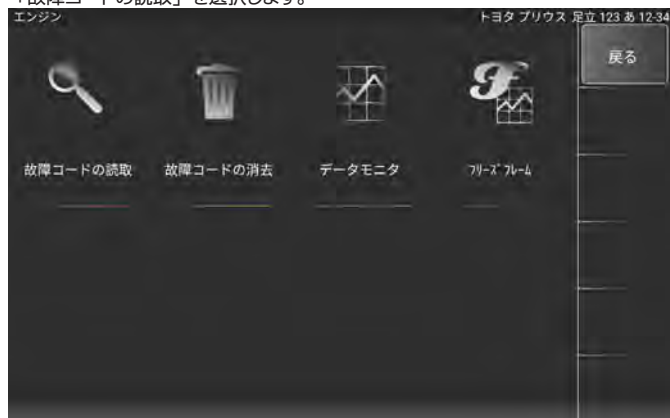 「故障コードの読取」を選択します。
エンジン
トヨタ プリウス 足立 123 あ 12-34
戻る
故障コードの読取
故障コードの消去
データモニタ
フリーズフレーム